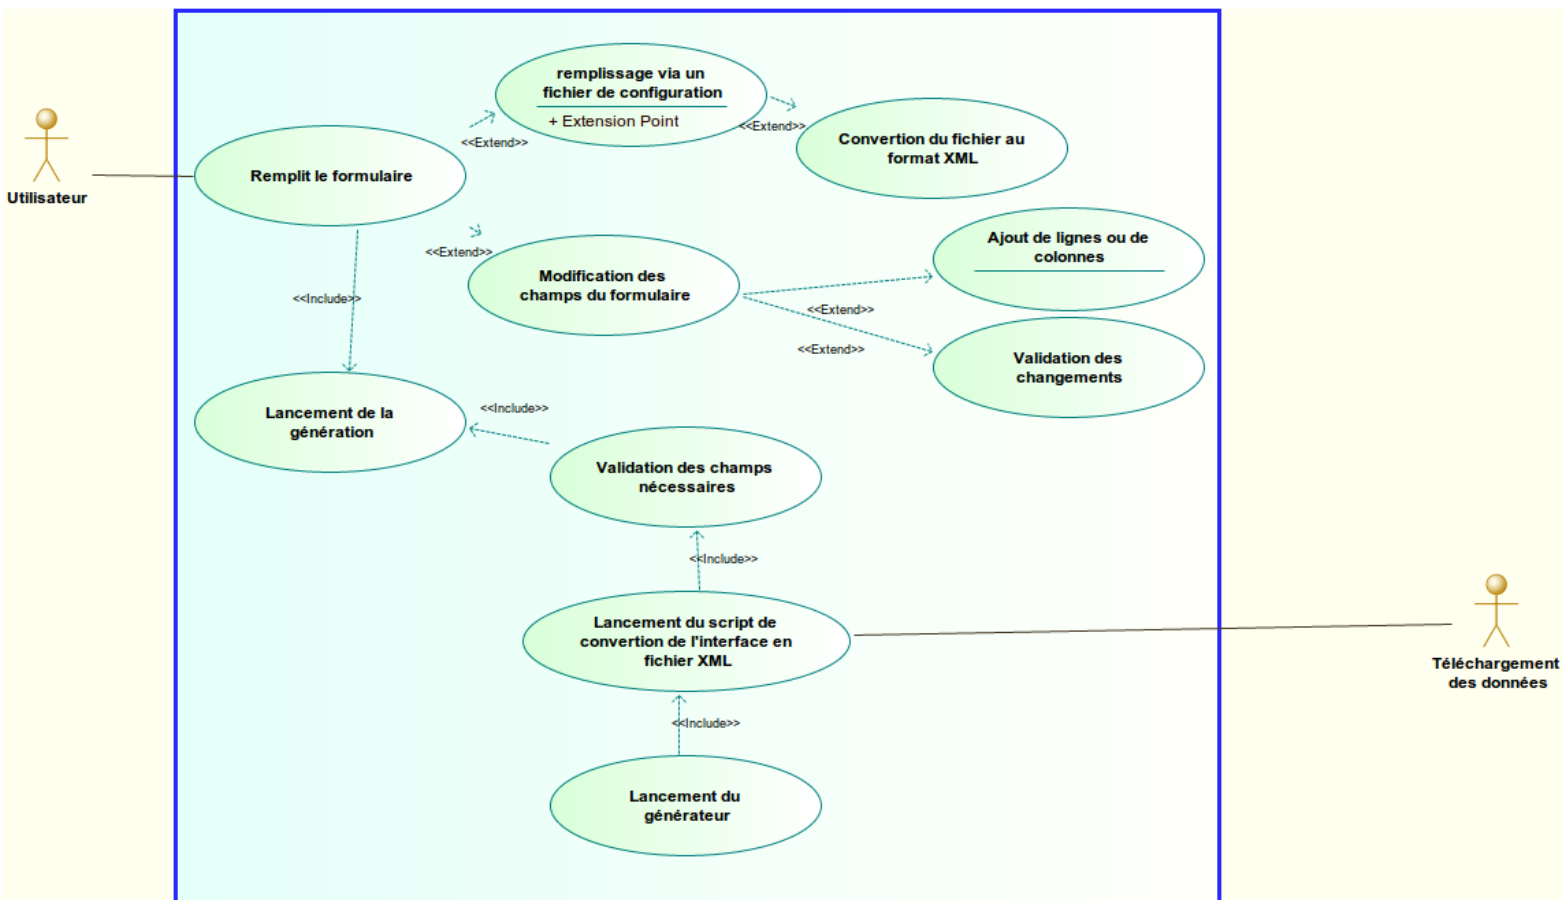 remplissage via un
fichier de configuration
+ Extension Point
<<Extend>>
<<Extend>>
Convertion du fichier au
format XML
Remplit le formulaire
Utilisateur
<<Extend>>
Ajout de lignes ou de
colonnes
Modification des
champs du formulaire
<<Include>>
<<Extend>>
<<Extend>>
Validation des
changements
Lancement de la
génération
<<Include>>
Validation des champs
nécessaires
<<Include>>
Lancement du script de
convertion de l'interface en
fichier XML
Téléchargement
des données
<<Include>>
Lancement du
générateur